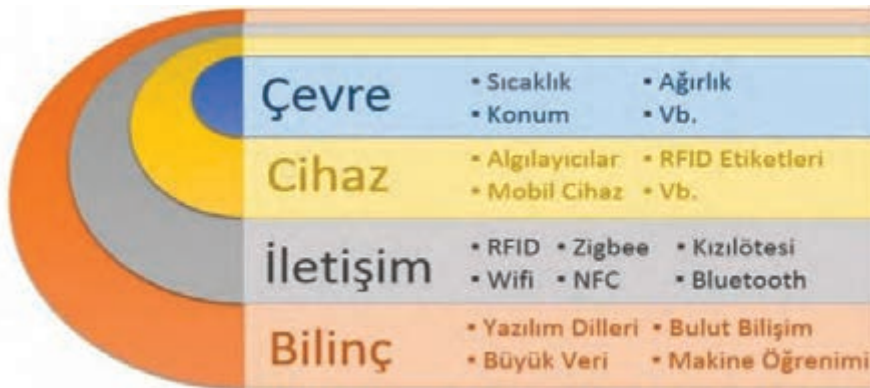 Çevre
• Sıcaklık • Ağırlık
• Konum • Vb.
Cihaz
• Algılayıcılar • RFID Etiketleri
• Mobil Cihaz • Vb.
İletişim
• RFID • Zigbee • Kızılötesi
• Wifi • NFC • Bluetooth
Bilinç
• Yazılım Dilleri • Bulut Bilişim
• Büyük Veri • Makine Öğrenimi